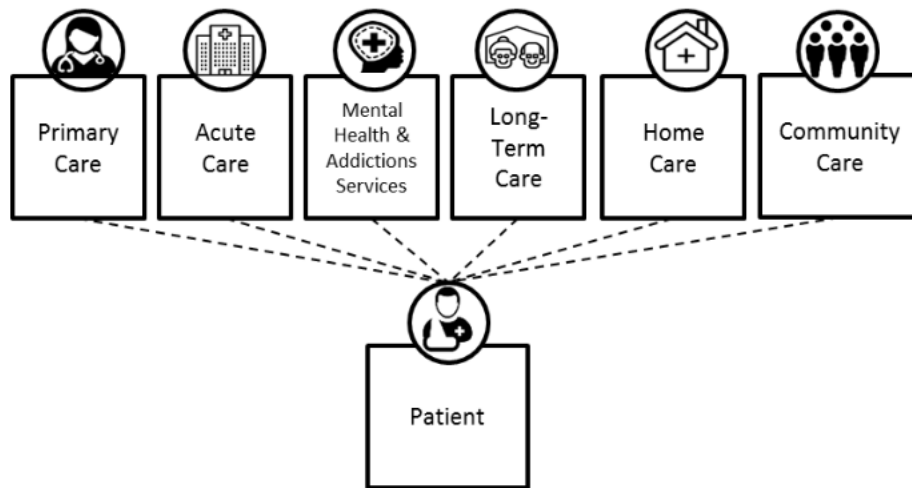 Primary
Care
Acute
Care
Mental
Health &
Addictions
Services
Long-
Term
Care
Home
Care
Community
Care
Patient